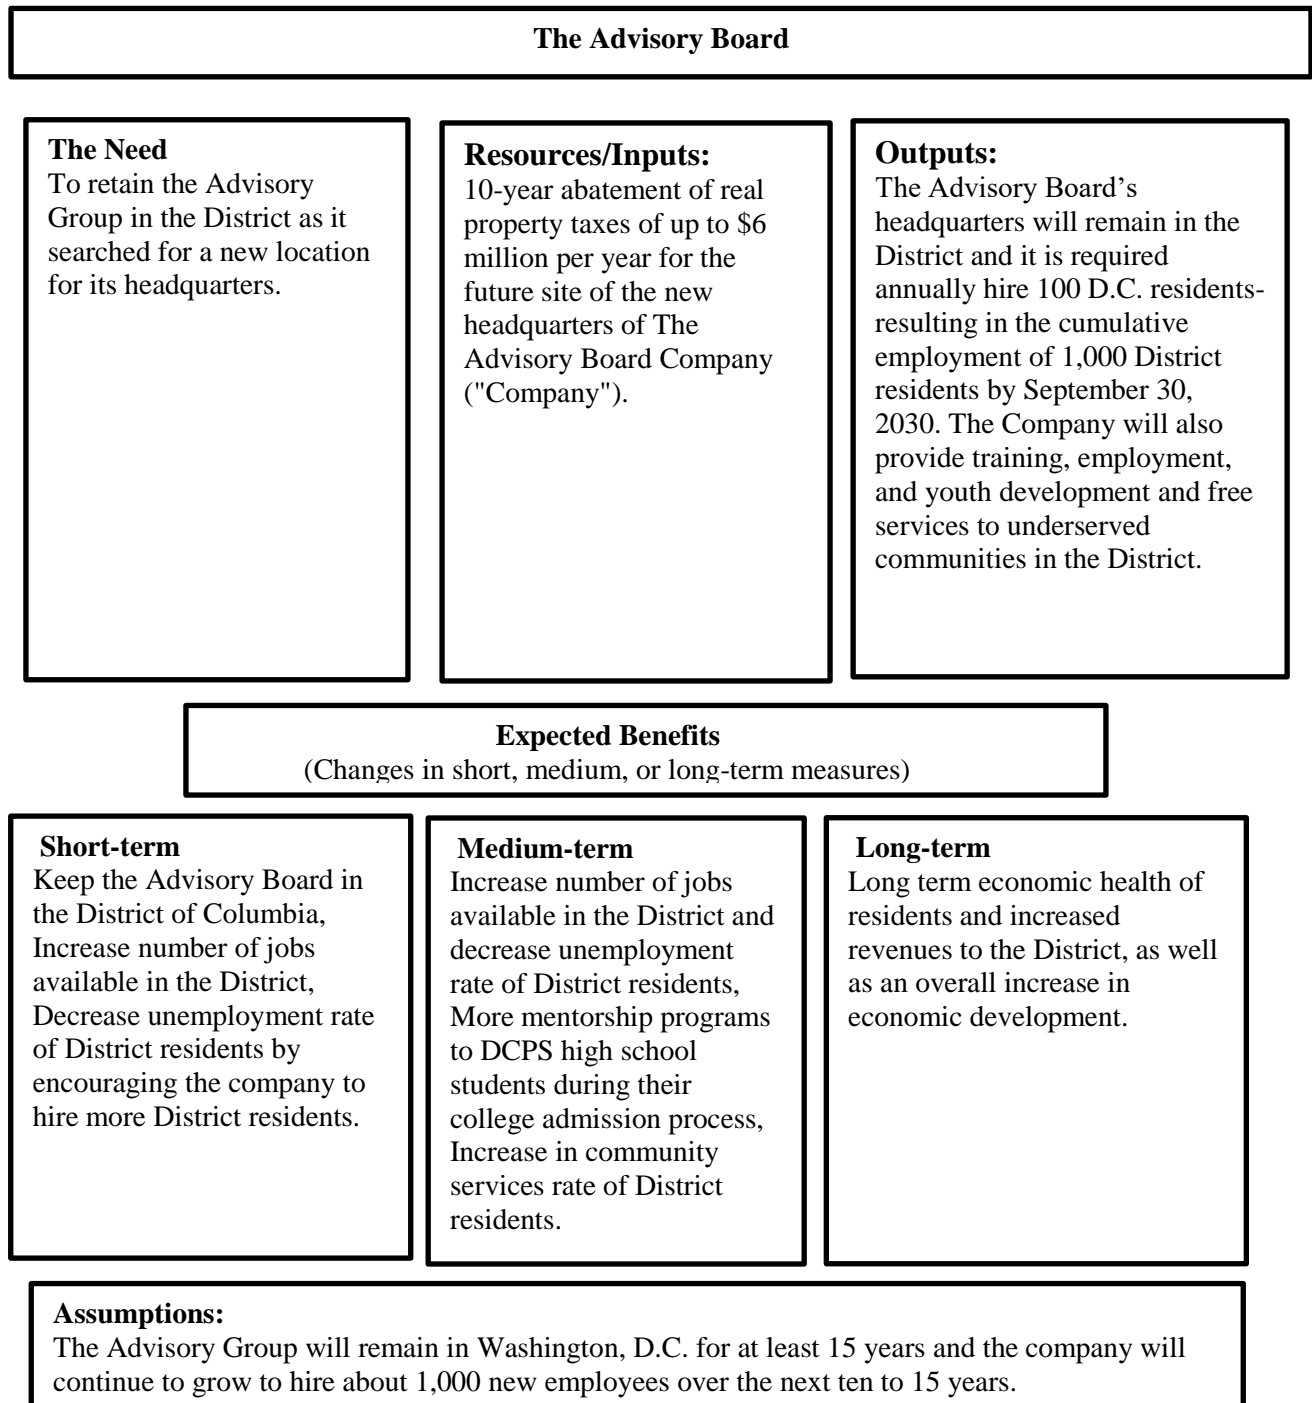 The Advisory Board
The Need
To retain the Advisory
Group in the District as it
searched for a new location
for its headquarters.
Resources/Inputs:
10-year abatement of real
property taxes of up to $6
million per year for the
future site of the new
headquarters of The
Advisory Board Company
("Company").
Outputs:
The Advisory Board’s
headquarters will remain in the
District and it is required
annually hire 100 D.C. residents-
resulting in the cumulative
employment of 1,000 District
residents by September 30,
2030. The Company will also
provide training, employment,
and youth development and free
services to underserved
communities in the District.
Expected Benefits
(Changes in short, medium, or long-term measures)
Short-term
Keep the Advisory Board in
the District of Columbia,
Increase number of jobs
available in the District,
Decrease unemployment rate
of District residents by
encouraging the company to
hire more District residents.
Medium-term
Increase number of jobs
available in the District and
decrease unemployment
rate of District residents,
More mentorship programs
to DCPS high school
students during their
college admission process,
Increase in community
services rate of District
residents.
Long-term
Long term economic health of
residents and increased
revenues to the District, as well
as an overall increase in
economic development.
Assumptions:
The Advisory Group will remain in Washington, D.C. for at least 15 years and the company will
continue to grow to hire about 1,000 new employees over the next ten to 15 years.